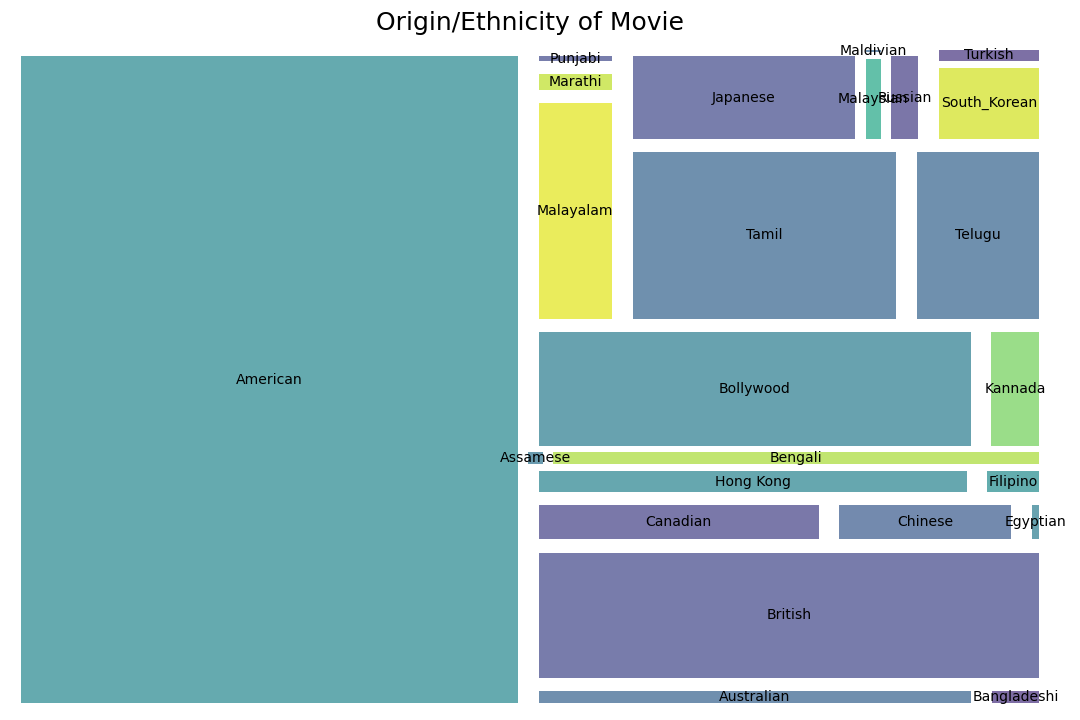 Origin/Ethnicity of Movie
Maldivian
Turkish
Punjabi
Marathi
Japanese
Malaysian
Russian
South_Korean
Malayalam
Tamil
Telugu
American
Bollywood
Kannada
Assamese
Bengali
Hong Kong
Filipino
Canadian
Chinese
Egyptian
British
Australian
Bangladeshi